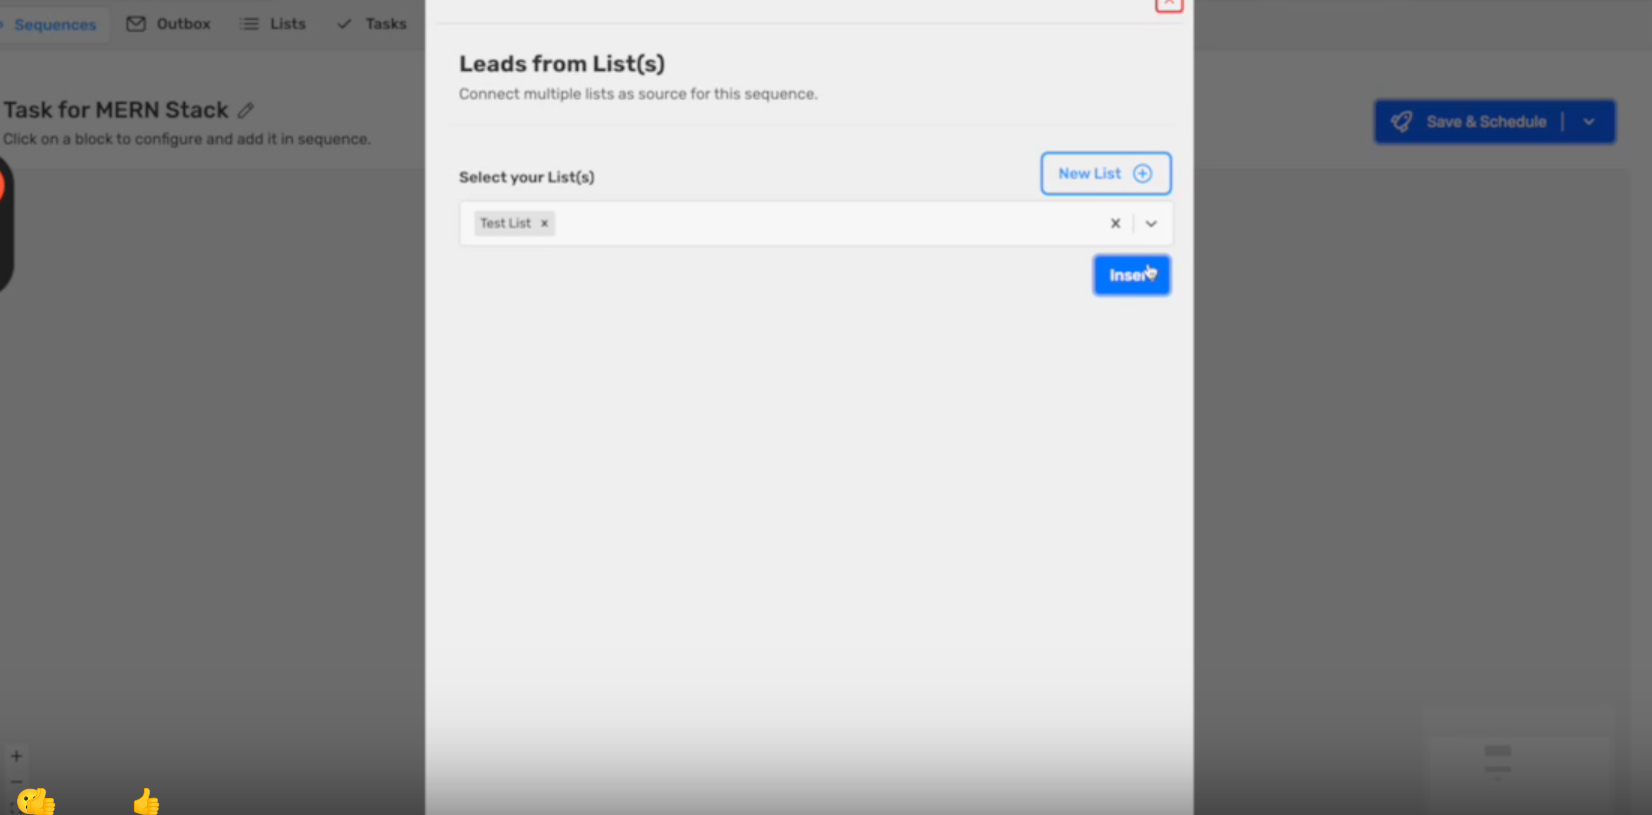 Sequences
Outbox
Lists
Tasks
Task for MERN Stack
Click on a block to configure and add it in sequence.
Save & Schedule
Leads from List(s)
Connect multiple lists as source for this sequence.
Select your List(s)
New List
Test List
Insert